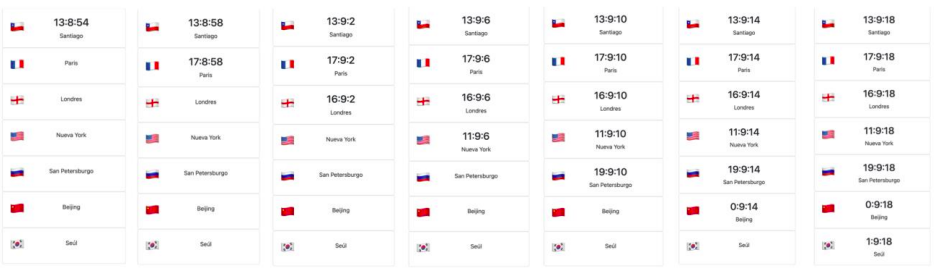 13:8:54
Santiago
Paris
Londres
Nueva York
San Petersburgo
Beijing
Seúl
13:8:58
Santiago
17:8:58
Paris
Londres
Nueva York
San Petersburgo
Beijing
Seúl
13:9:2
Santiago
17:9:2
Paris
16:9:2
Londres
Nueva York
San Petersburgo
Beijing
Seúl
13:9:6
Santiago
17:9:6
Paris
16:9:6
Londres
11:9:6
Nueva York
San Petersburgo
Beijing
Seúl
13:9:10
Santiago
17:9:10
Paris
16:9:10
Londres
11:9:10
Nueva York
19:9:10
San Petersburgo
Beijing
Seúl
13:9:14
Santiago
17:9:14
Paris
16:9:14
Londres
11:9:14
Nueva York
19:9:14
San Petersburgo
0:9:14
Beijing
Seúl
13:9:18
Santiago
17:9:18
Paris
16:9:18
Londres
11:9:18
Nueva York
19:9:18
San Petersburgo
0:9:18
Beijing
1:9:18
Seúl